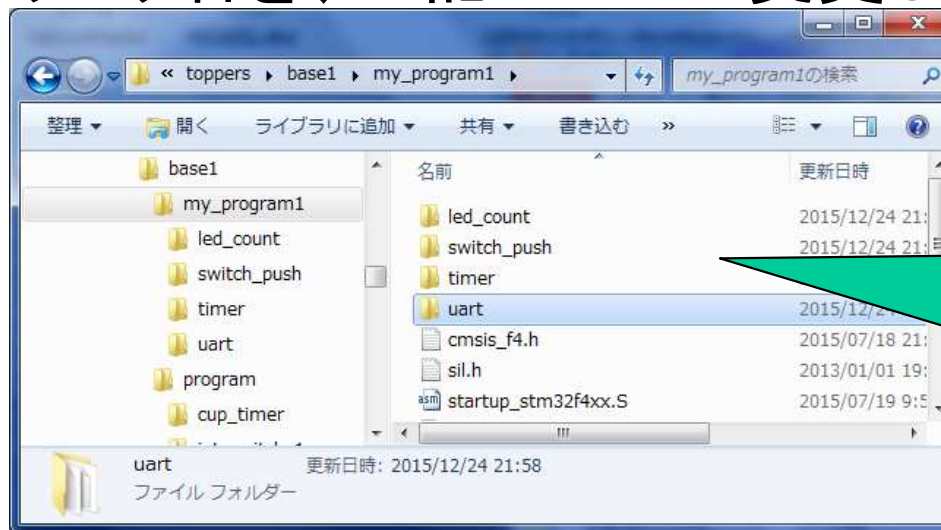 « toppers ▸ base1 ▸ my_program1 ▸ my_program1の検索
整理 ▼ 開く ライブラリに追加 ▼ 共有 ▼ 書き込む »
base1
my_program1
led_count
switch_push
timer
uart
program
cup_timer
名前 更新日時
led_count 2015/12/24 21:
switch_push 2015/12/24 21:
timer
uart 2015/12/24
cmsis_f4.h 2015/07/18 21:
sil.h 2013/01/01 19:
startup_stm32f4xx.S 2015/07/19 9:5
uart 更新日時: 2015/12/24 21:58
ファイル フォルダー